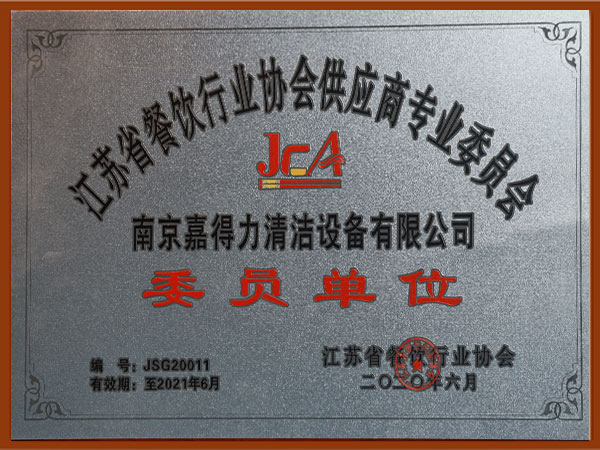 江苏省餐饮行业协会供应商专业委员会
JCA
南京嘉得力清洁设备有限公司
委员单位
编 号: JSG20011
有效期: 至2021年6月
江苏省餐饮行业协会
二〇二〇年六月